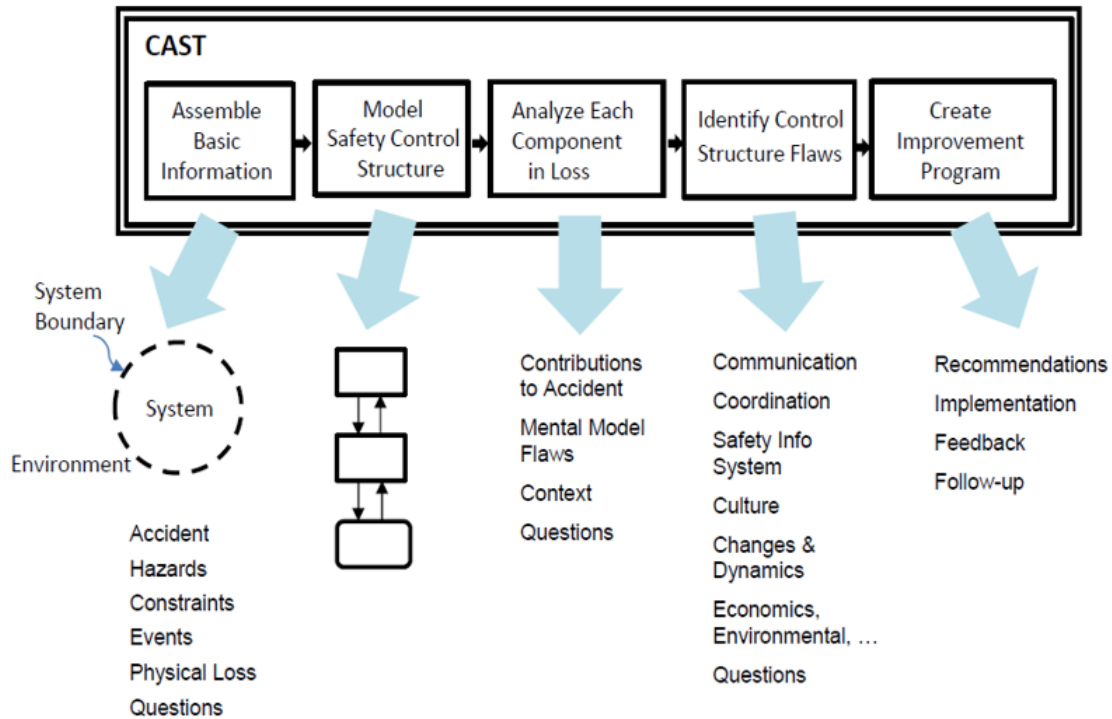 CAST
Assemble
Basic
Information
Model
Safety Control
Structure
Analyze Each
Component
in Loss
Identify Control
Structure Flaws
Create
Improvement
Program
System
Boundary
System
Environment
Accident
Hazards
Constraints
Events
Physical Loss
Questions
Contributions
to Accident
Mental Model
Flaws
Context
Questions
Communication
Coordination
Safety Info
System
Culture
Changes &
Dynamics
Economics,
Environmental, …
Questions
Recommendations
Implementation
Feedback
Follow-up